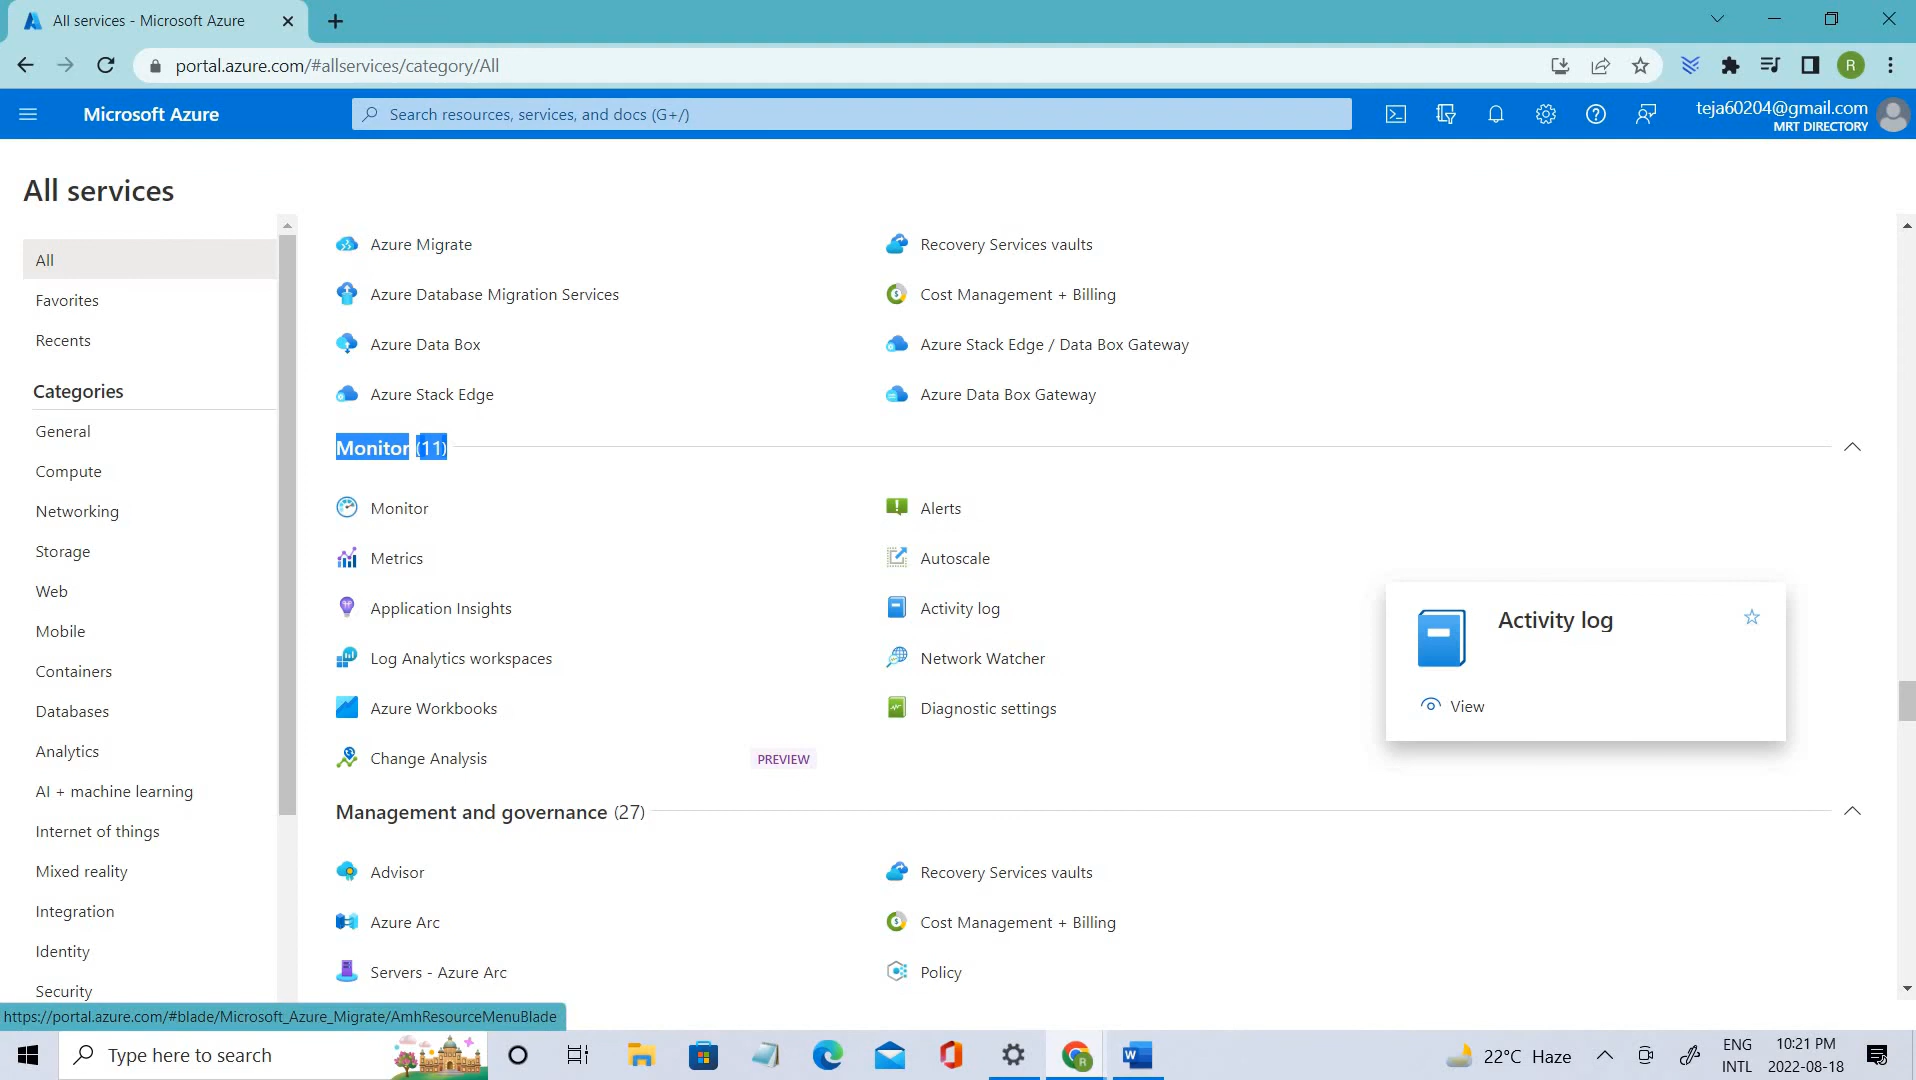 All services - Microsoft Azure
portal.azure.com/#allservices/category/All
R
Microsoft Azure
Search resources, services, and docs (G+/)
teja60204@gmail.com
MRT DIRECTORY
All services
All
Favorites
Recents
Categories
General
Compute
Networking
Storage
Web
Mobile
Containers
Databases
Analytics
AI + machine learning
Internet of things
Mixed reality
Integration
Identity
Security
Azure Migrate
Recovery Services vaults
Azure Database Migration Services
Cost Management + Billing
Azure Data Box
Azure Stack Edge / Data Box Gateway
Azure Stack Edge
Azure Data Box Gateway
Monitor (11)
Monitor
Alerts
Metrics
Autoscale
Application Insights
Activity log
Log Analytics workspaces
Network Watcher
Azure Workbooks
Diagnostic settings
Change Analysis
PREVIEW
Activity log
View
Management and governance (27)
Advisor
Recovery Services vaults
Azure Arc
Cost Management + Billing
Servers - Azure Arc
Policy
https://portal.azure.com/#blade/Microsoft_Azure_Migrate/AmhResourceMenuBlade
Type here to search
22°C Haze
ENG
INTL
10:21 PM
2022-08-18